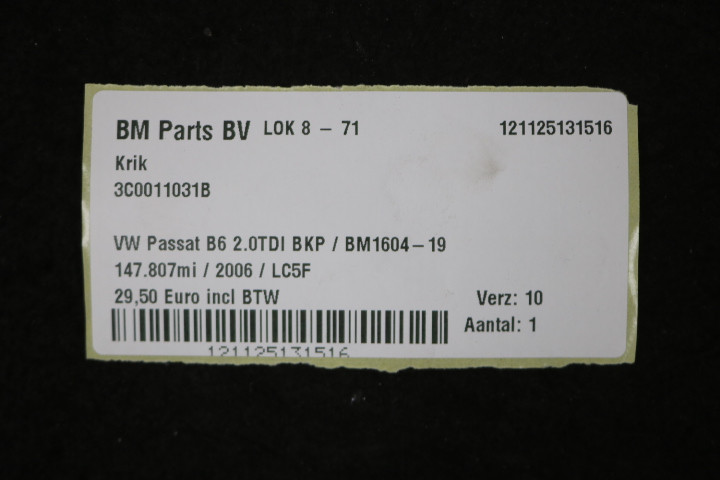 BM Parts BV LOK 8 - 71 121125131516
Krik
3C0011031B
VW Passat B6 2.0TDI BKP / BM1604-19
147.807mi / 2006 / LC5F
29,50 Euro incl BTW Verz: 10
Aantal: 1
121125131516